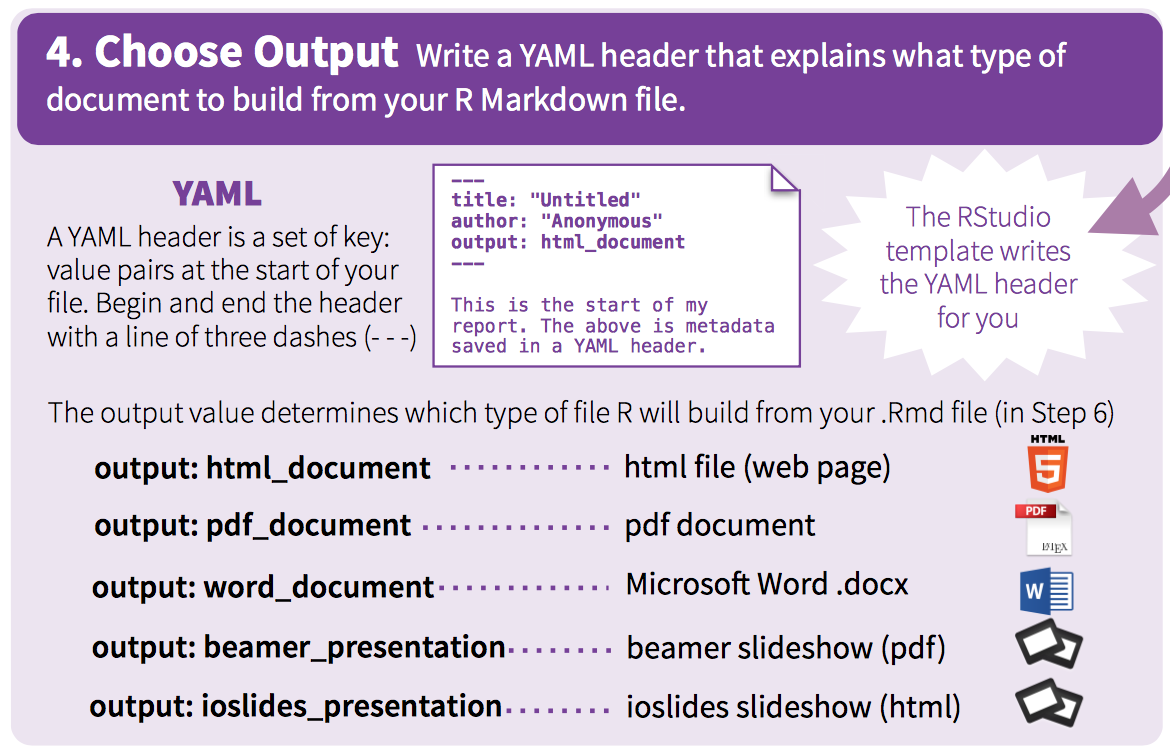 4. Choose Output Write a YAML header that explains what type of
document to build from your R Markdown file.
YAML
A YAML header is a set of key:
value pairs at the start of your
file. Begin and end the header
with a line of three dashes (- - -)
---
title: "Untitled"
author: "Anonymous"
output: html_document
---
This is the start of my
report. The above is metadata
saved in a YAML header.
The RStudio
template writes
the YAML header
for you
The output value determines which type of file R will build from your .Rmd file (in Step 6)
output: html_document ........... html file (web page)
HTML
5
output: pdf_document ............. pdf document
PDF
LATEX
output: word_document............ Microsoft Word .docx
W
output: beamer_presentation....... beamer slideshow (pdf)
output: ioslides_presentation....... ioslides slideshow (html)